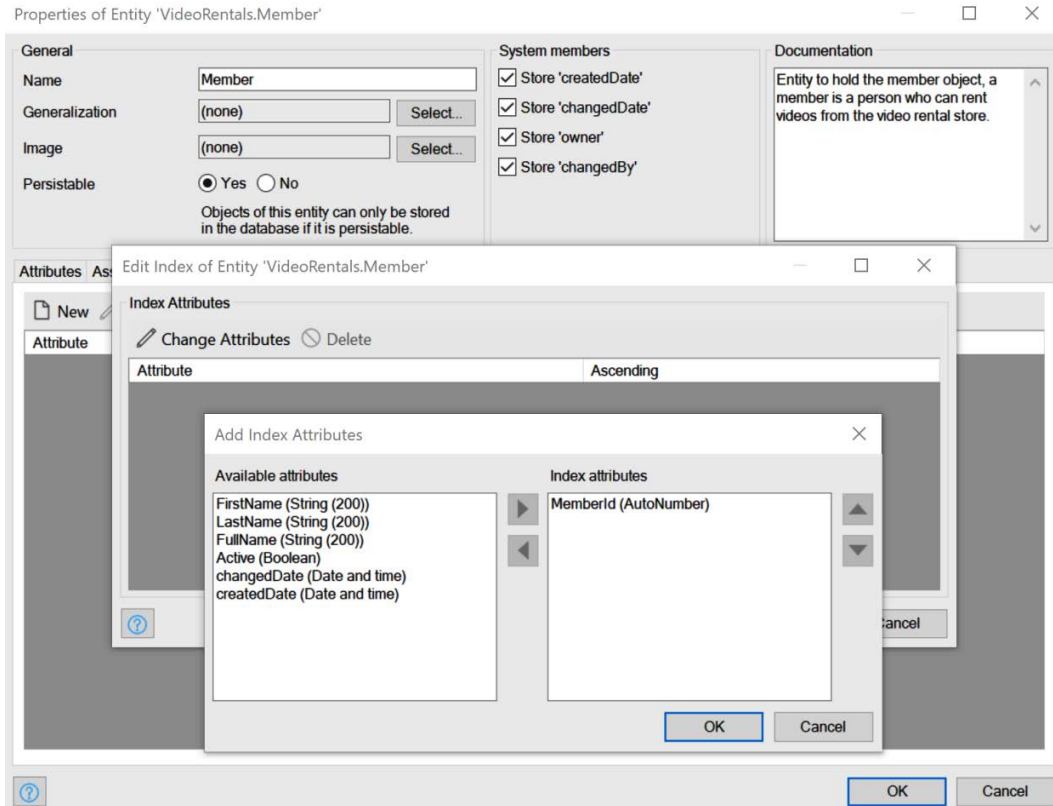 Properties of Entity 'VideoRentals.Member'
General
Name
Member
Generalization
(none)
Select...
Image
(none)
Select...
Persistable
Yes
No
Objects of this entity can only be stored
in the database if it is persistable.
System members
Store 'createdDate'
Store 'changedDate'
Store 'owner'
Store 'changedBy'
Documentation
Entity to hold the member object, a
member is a person who can rent
videos from the video rental store.
Attributes
New
Attribute
Edit Index of Entity 'VideoRentals.Member'
Index Attributes
Change Attributes
Delete
Attribute
Ascending
Add Index Attributes
Available attributes
FirstName (String (200))
LastName (String (200))
FullName (String (200))
Active (Boolean)
changedDate (Date and time)
createdDate (Date and time)
Index attributes
MemberId (AutoNumber)
OK
Cancel
OK
Cancel